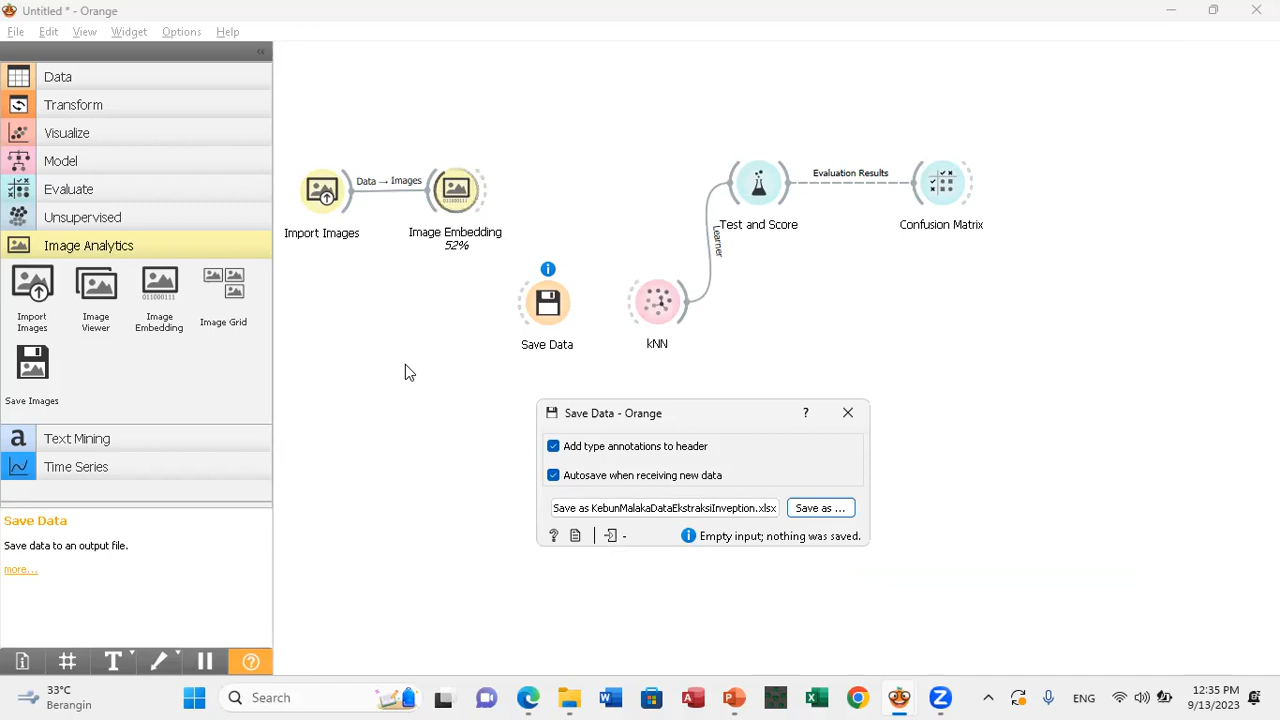 Untitled * - Orange
File Edit View Widget Options Help
Data
Transform
Visualize
Model
Evaluate
Unsupervised
Image Analytics
Import Images
Image Viewer
Image Embedding
Image Grid
Save Images
a Text Mining
Time Series
Save Data
Save data to an output file.
more...
Data → Images
Import Images
Image Embedding
52%
Save Data
kNN
Learner
Test and Score
Evaluation Results
Confusion Matrix
Save Data - Orange
Add type annotations to header
Autosave when receiving new data
Save as KebunMalakaDataEkstraksiInveption.xlsx
Save as ...
? - Empty input; nothing was saved.
33°C
Berangin
Search
ENG
12:35 PM
9/13/2023